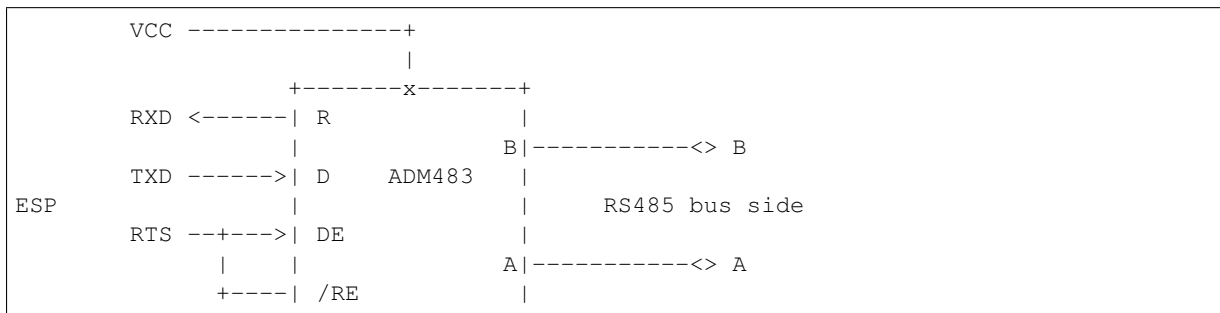 VCC ---------------+
                           |
                   +-------x-------+
        RXD <------| R             |
                   |              B|-----------<> B
        TXD ------>| D    ADM483   |
ESP                |               |     RS485 bus side
        RTS --+--->| DE            |
              |    |              A|-----------<> A
              +----| /RE           |